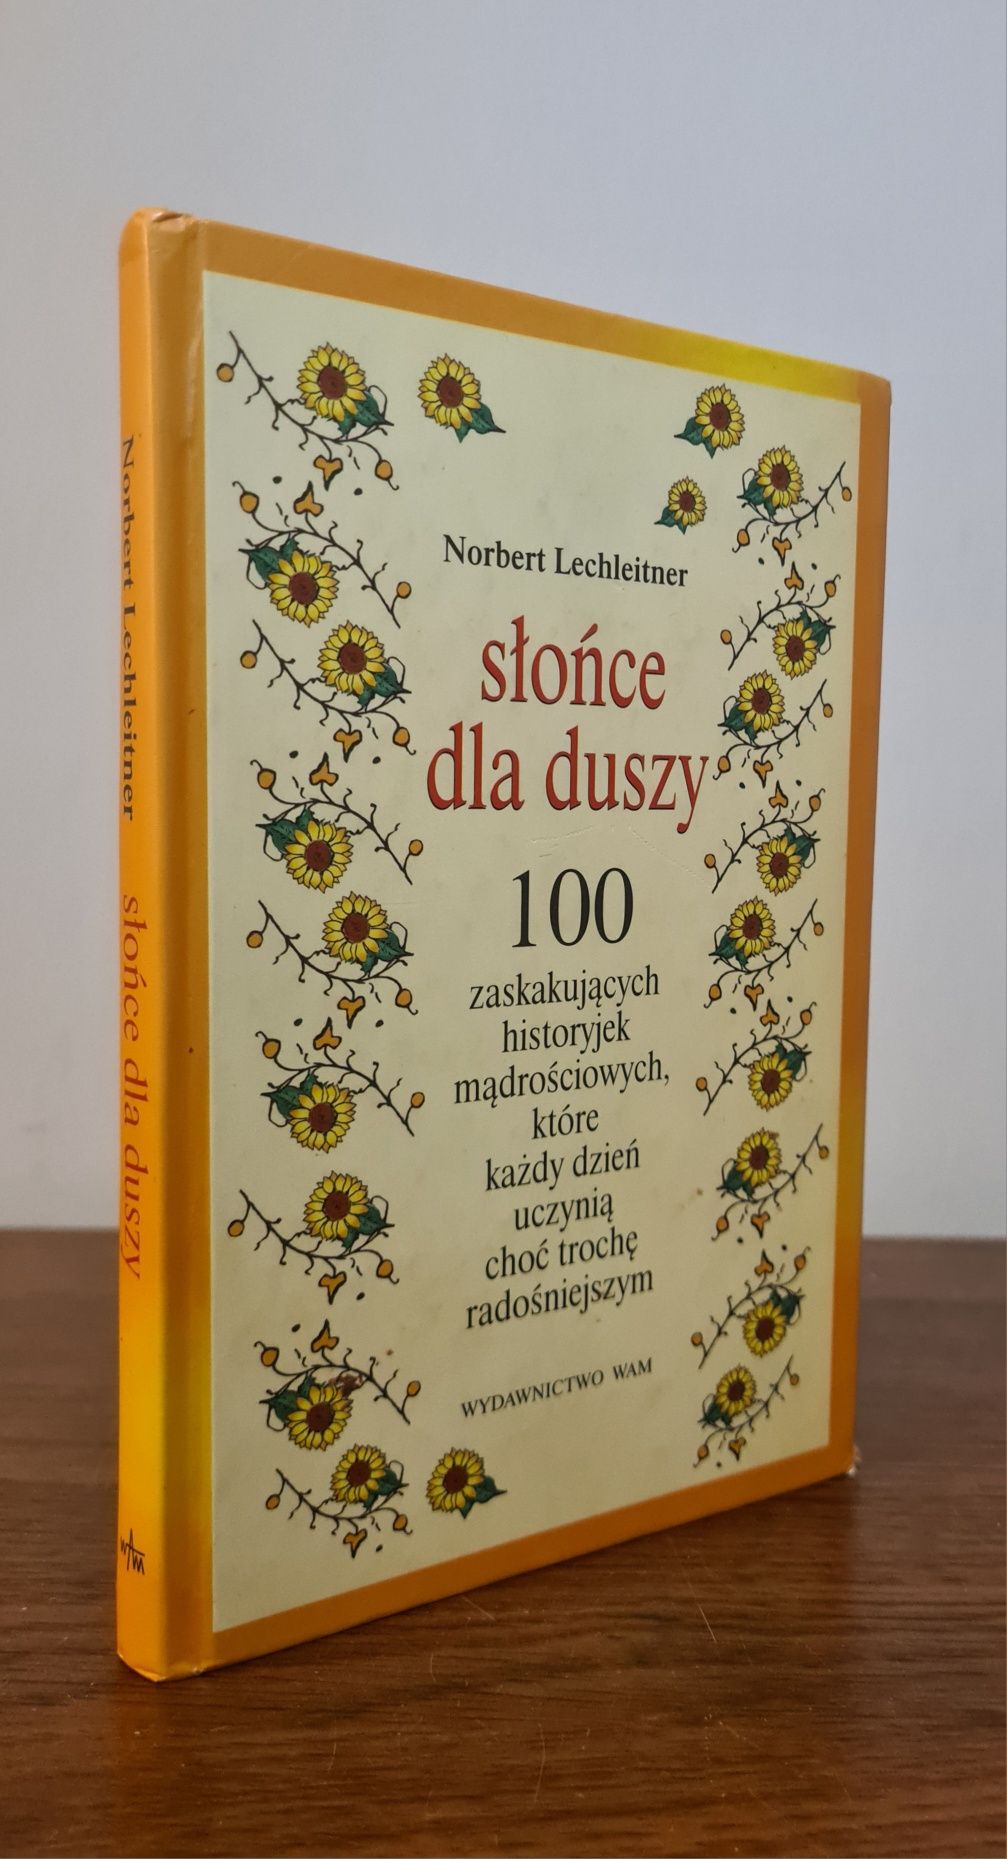 Norbert Lechleitner słońce dla duszy
wAm
Norbert Lechleitner
słońce
dla duszy
100
zaskakujących
historyjek
mądrościowych,
które
każdy dzień
uczynią
choć trochę
radośniejszym
WYDAWNICTWO WAM